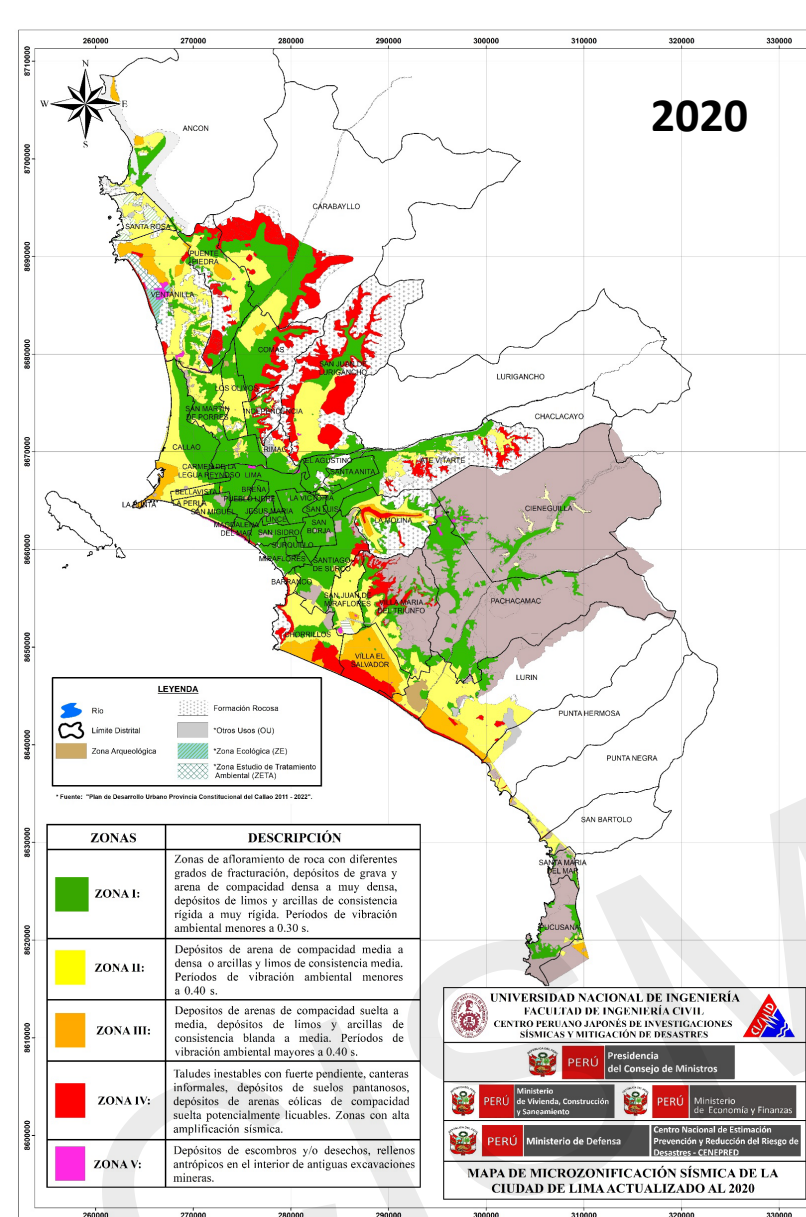 2020
260000 270000 280000 290000 300000 310000 320000 330000
8710000
8700000
8690000
8680000
8670000
8660000
8650000
8640000
8630000
8620000
8610000
8600000
N
W E
S
ANCON
CARABAYLLO
SANTA ROSA
PUENTE
PIEDRA
VENTANILLA
COMAS
SAN JUAN DE
LURIGANCHO
LURIGANCHO
CHACLACAYO
LOS OLIVOS
SAN MARTIN
DE PORRES
INDEPENDENCIA
CALLAO
RIMAC
EL AGUSTINO
ATE VITARTE
SANTA ANITA
CARMEN DE LA
LEGUA REYNOSO
LIMA
BREÑA
BELLAVISTA
PUEBLO LIBRE
LA VICTORIA
LA PUNTA
LA PERLA
SAN MIGUEL
JESUS MARIA
LINCE
SAN LUIS
LA MOLINA
CIENEGUILLA
MAGDALENA
DEL MAR
SAN ISIDRO
SAN
BORJA
SURQUILLO
MIRAFLORES
SANTIAGO
DE SURCO
BARRANCO
SAN JUAN DE
MIRAFLORES
VILLA MARIA
DEL TRIUNFO
PACHACAMAC
CHORRILLOS
VILLA EL
SALVADOR
LURIN
PUNTA HERMOSA
PUNTA NEGRA
SAN BARTOLO
SANTA MARIA
DEL MAR
PUCUSANA
LEYENDA
Río
Límite Distrital
Zona Arqueológica
Formación Rocosa
*Otros Usos (OU)
*Zona Ecológica (ZE)
*Zona Estudio de Tratamiento
Ambiental (ZETA)
* Fuente: "Plan de Desarrollo Urbano Provincia Constitucional del Callao 2011 - 2022".
ZONAS DESCRIPCIÓN
ZONA I:
Zonas de afloramiento de roca con diferentes
grados de fracturación, depósitos de grava y
arena de compacidad densa a muy densa,
depósitos de limos y arcillas de consistencia
rígida a muy rígida. Períodos de vibración
ambiental menores a 0.30 s.
ZONA II:
Depósitos de arena de compacidad media a
densa o arcillas y limos de consistencia media.
Periodos de vibración ambiental menores
a 0.40 s.
ZONA III:
Depositos de arenas de compacidad suelta a
media, depósitos de limos y arcillas de
consistencia blanda a media. Períodos de
vibración ambiental mayores a 0.40 s.
ZONA IV:
Taludes inestables con fuerte pendiente, canteras
informales, depósitos de suelos pantanosos,
depósitos de arenas eólicas de compacidad
suelta potencialmente licuables. Zonas con alta
amplificación sísmica.
ZONA V:
Depósitos de escombros y/o desechos, rellenos
antrópicos en el interior de antiguas excavaciones
mineras.
UNIVERSIDAD NACIONAL DE INGENIERÍA
FACULTAD DE INGENIERÍA CIVIL
CENTRO PERUANO JAPONÉS DE INVESTIGACIONES
SÍSMICAS Y MITIGACIÓN DE DESASTRES
CISMID
PERÚ Presidencia
del Consejo de Ministros
PERÚ Ministerio
de Vivienda, Construcción
y Saneamiento
PERÚ Ministerio
de Economía y Finanzas
PERÚ Ministerio de Defensa
Centro Nacional de Estimación
Prevención y Reducción del Riesgo de
Desastres - CENEPRED
MAPA DE MICROZONIFICACIÓN SÍSMICA DE LA
CIUDAD DE LIMA ACTUALIZADO AL 2020
260000 270000 280000 290000 300000 310000 320000 330000